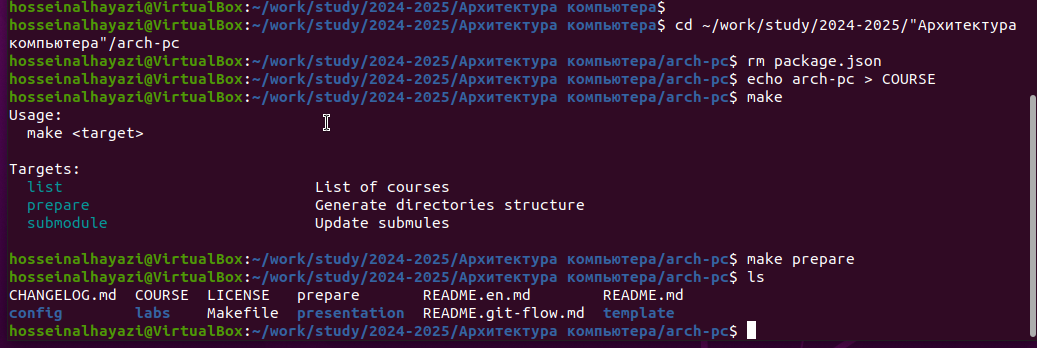 hosseinalhayazi@VirtualBox:~/work/study/2024-2025/Архитектура компьютера$
hosseinalhayazi@VirtualBox:~/work/study/2024-2025/Архитектура компьютера$ cd ~/work/study/2024-2025/"Архитектура
компьютера"/arch-pc
hosseinalhayazi@VirtualBox:~/work/study/2024-2025/Архитектура компьютера/arch-pc$ rm package.json
hosseinalhayazi@VirtualBox:~/work/study/2024-2025/Архитектура компьютера/arch-pc$ echo arch-pc > COURSE
hosseinalhayazi@VirtualBox:~/work/study/2024-2025/Архитектура компьютера/arch-pc$ make
Usage:
  make <target>
Targets:
  list                            List of courses
  prepare                         Generate directories structure
  submodule                       Update submules
hosseinalhayazi@VirtualBox:~/work/study/2024-2025/Архитектура компьютера/arch-pc$ make prepare
hosseinalhayazi@VirtualBox:~/work/study/2024-2025/Архитектура компьютера/arch-pc$ ls
CHANGELOG.md  COURSE  LICENSE   prepare       README.en.md        README.md
config        labs    Makefile  presentation  README.git-flow.md  template
hosseinalhayazi@VirtualBox:~/work/study/2024-2025/Архитектура компьютера/arch-pc$